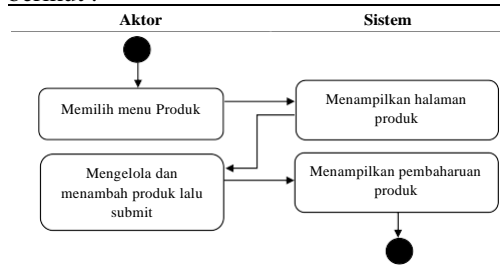 Aktor
Sistem
Memilih menu Produk
Menampilkan halaman
produk
Mengelola dan
menambah produk lalu
submit
Menampilkan pembaharuan
produk